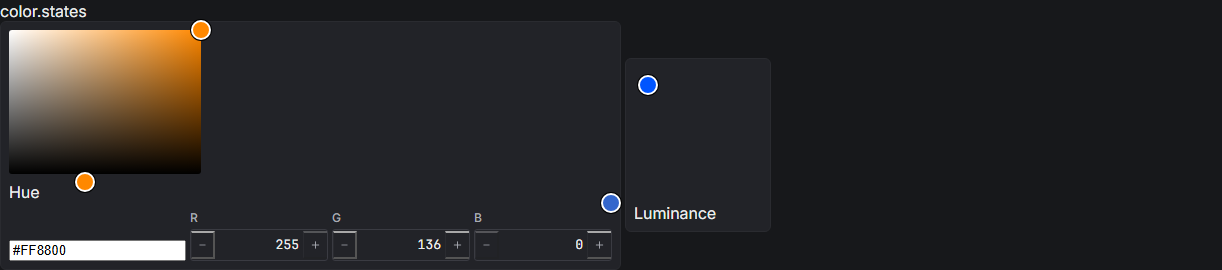 color.states
Hue
Luminance
R G B
#FF8800 − 255 + − 136 + − 0 +